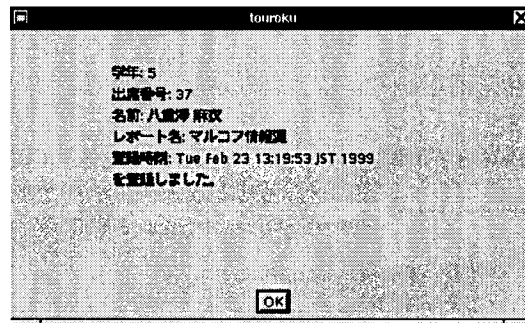 touroku
学年: 5
出席番号: 37
名前: 八重澤 麻衣
レポート名: マルコフ情報源
登録時刻: Tue Feb 23 13:19:53 JST 1999
を登録しました。
OK